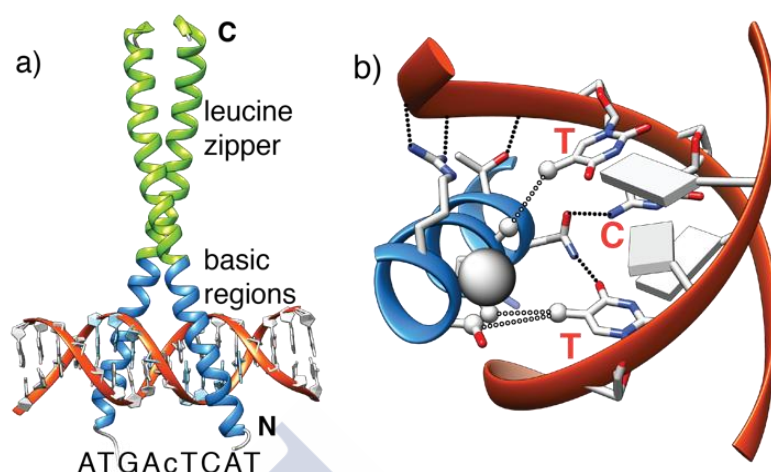 a)
C
leucine
zipper
basic
regions
N
ATGAcTCAT
b)
T
C
T